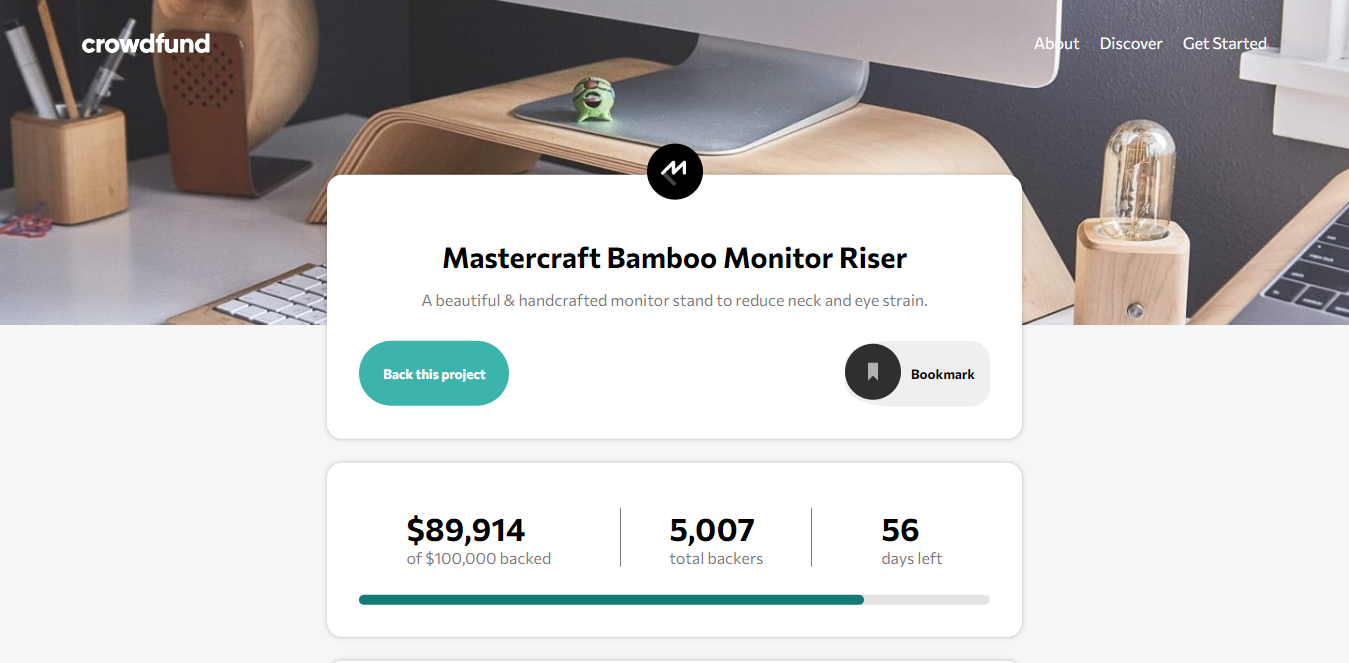 crowdfund
About Discover Get Started
Mastercraft Bamboo Monitor Riser
A beautiful & handcrafted monitor stand to reduce neck and eye strain.
Back this project
Bookmark
$89,914
of $100,000 backed
5,007
total backers
56
days left